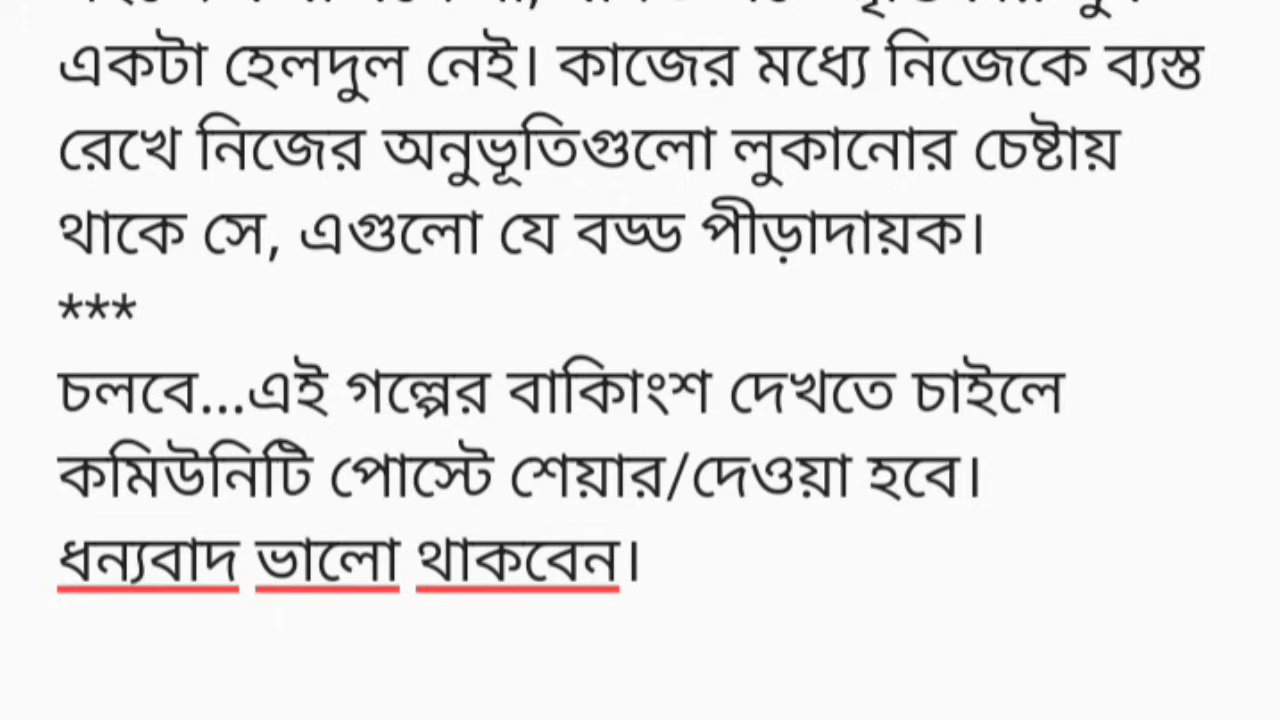 একটা হেলদুল নেই। কাজের মধ্যে নিজেকে ব্যস্ত
রেখে নিজের অনুভূতিগুলো লুকানোর চেষ্টায়
থাকে সে, এগুলো যে বড্ড পীড়াদায়ক।
***
চলবে...এই গল্পের বাকিাংশ দেখতে চাইলে
কমিউনিটি পোস্টে শেয়ার/দেওয়া হবে।
ধন্যবাদ ভালো থাকবেন।